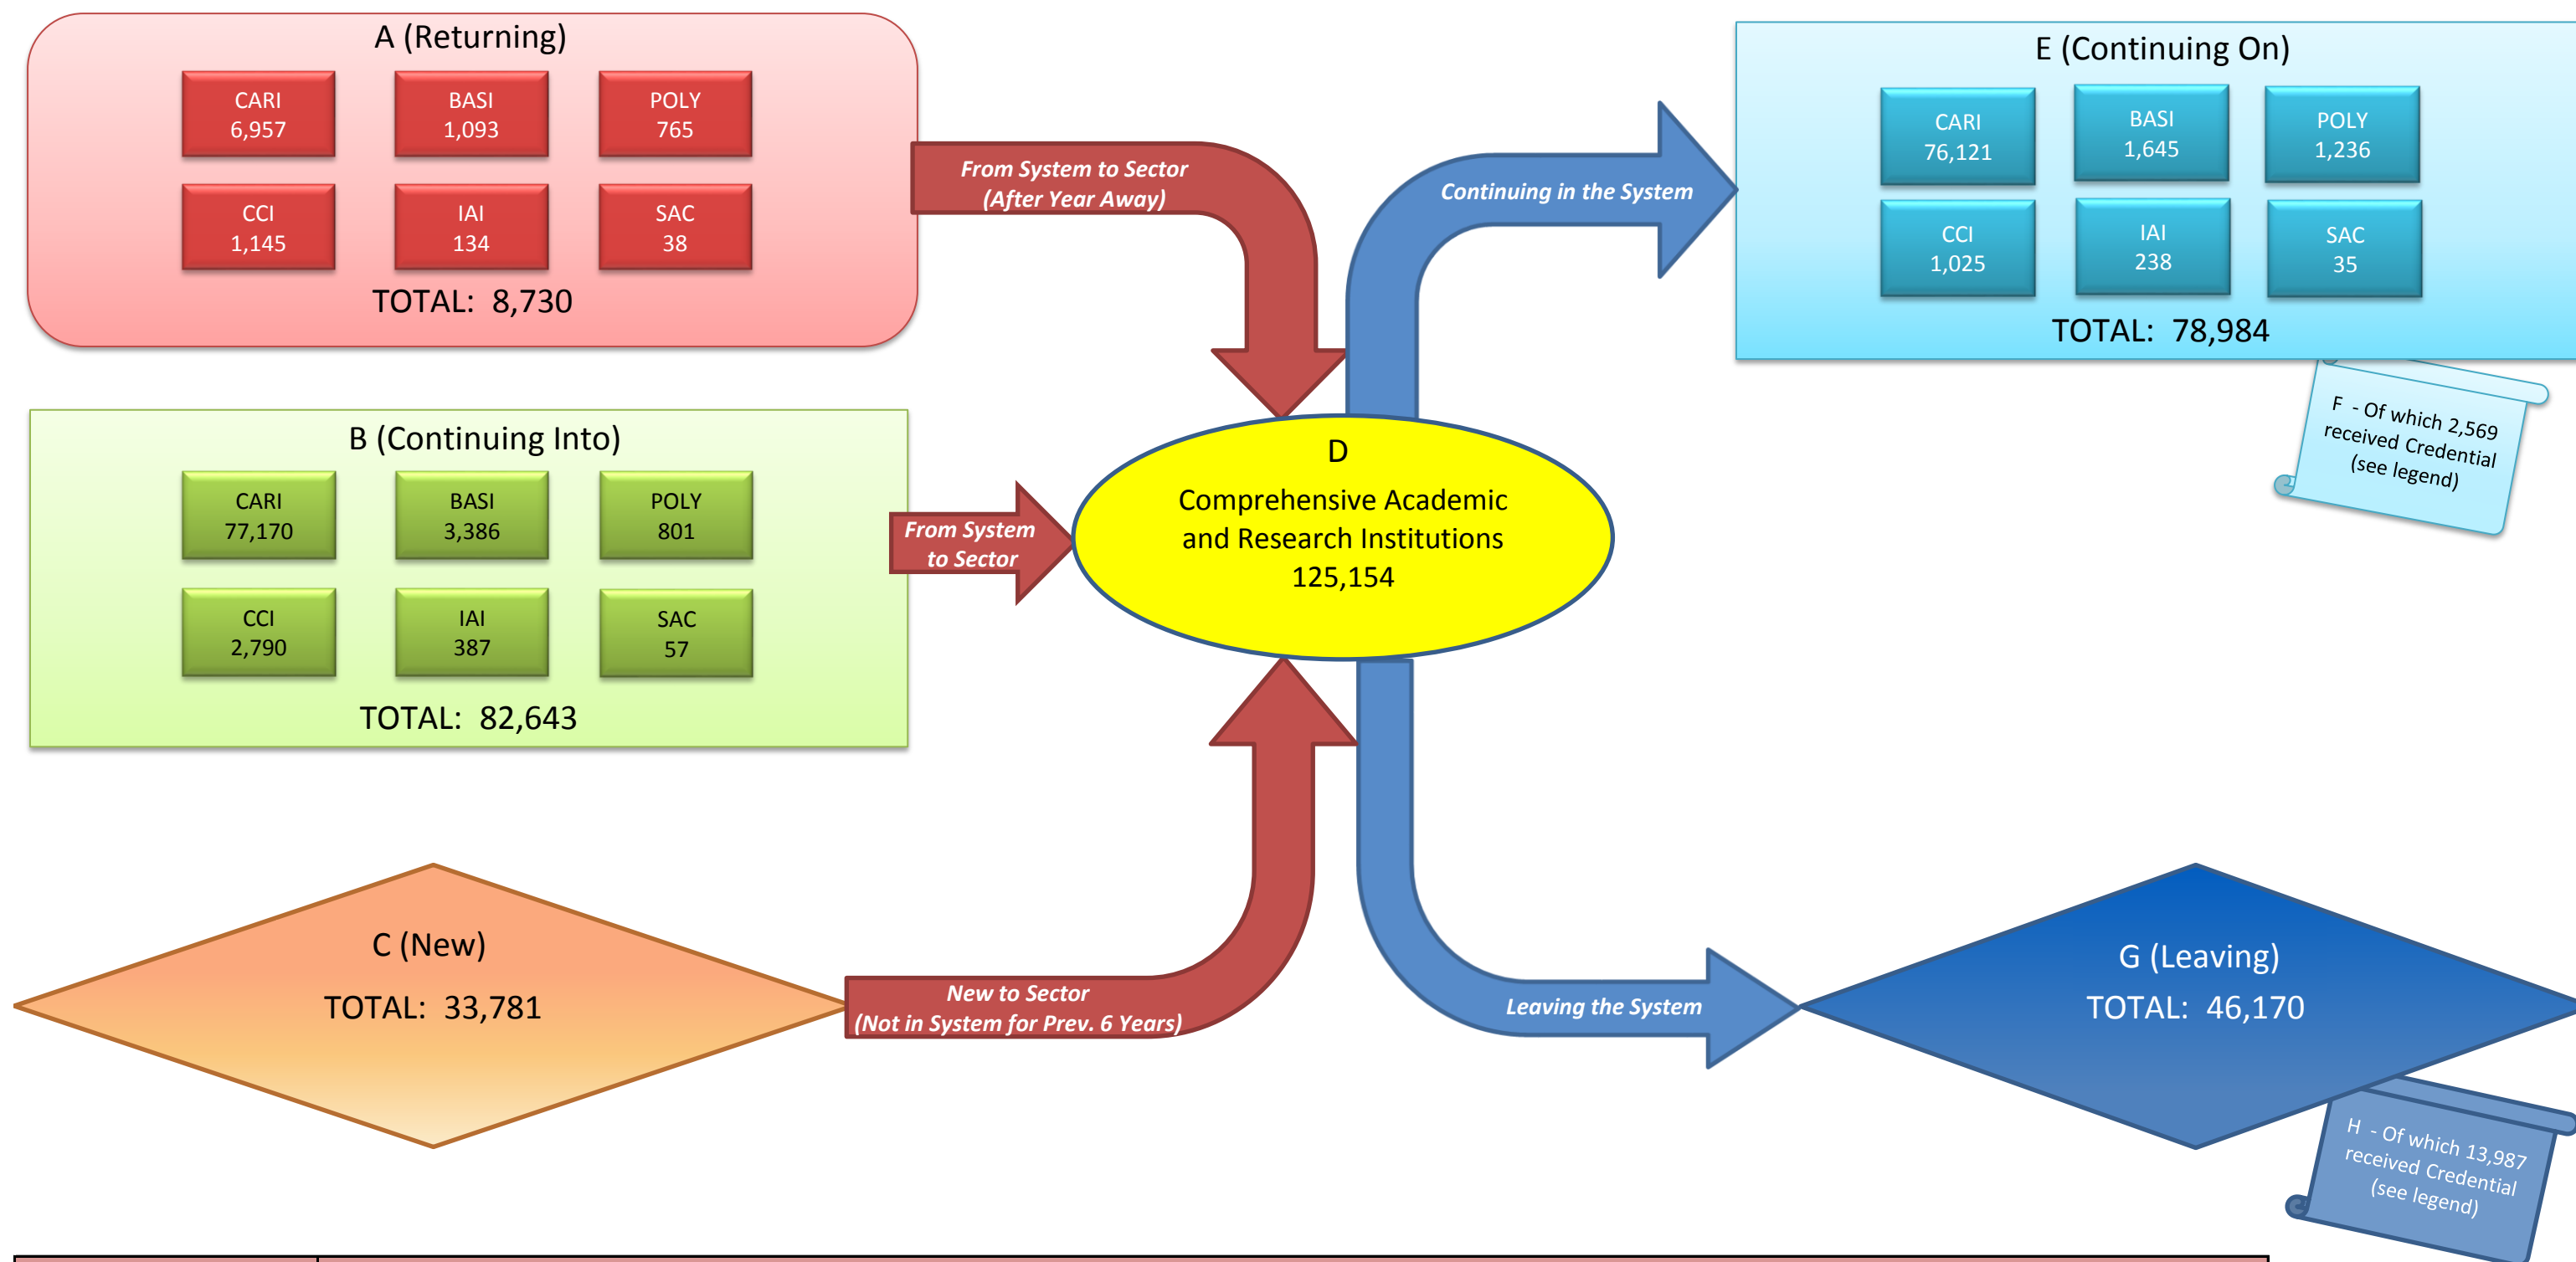 A (Returning)
CARI
6,957
BASI
1,093
POLY
765
CCI
1,145
IAI
134
SAC
38
TOTAL: 8,730
From System to Sector
(After Year Away)
Continuing in the System
E (Continuing On)
CARI
76,121
BASI
1,645
POLY
1,236
CCI
1,025
IAI
238
SAC
35
TOTAL: 78,984
F - Of which 2,569
received Credential
(see legend)
B (Continuing Into)
CARI
77,170
BASI
3,386
POLY
801
CCI
2,790
IAI
387
SAC
57
TOTAL: 82,643
From System
to Sector
D
Comprehensive Academic
and Research Institutions
125,154
C (New)
TOTAL: 33,781
New to Sector
(Not in System for Prev. 6 Years)
Leaving the System
G (Leaving)
TOTAL: 46,170
H - Of which 13,987
received Credential
(see legend)